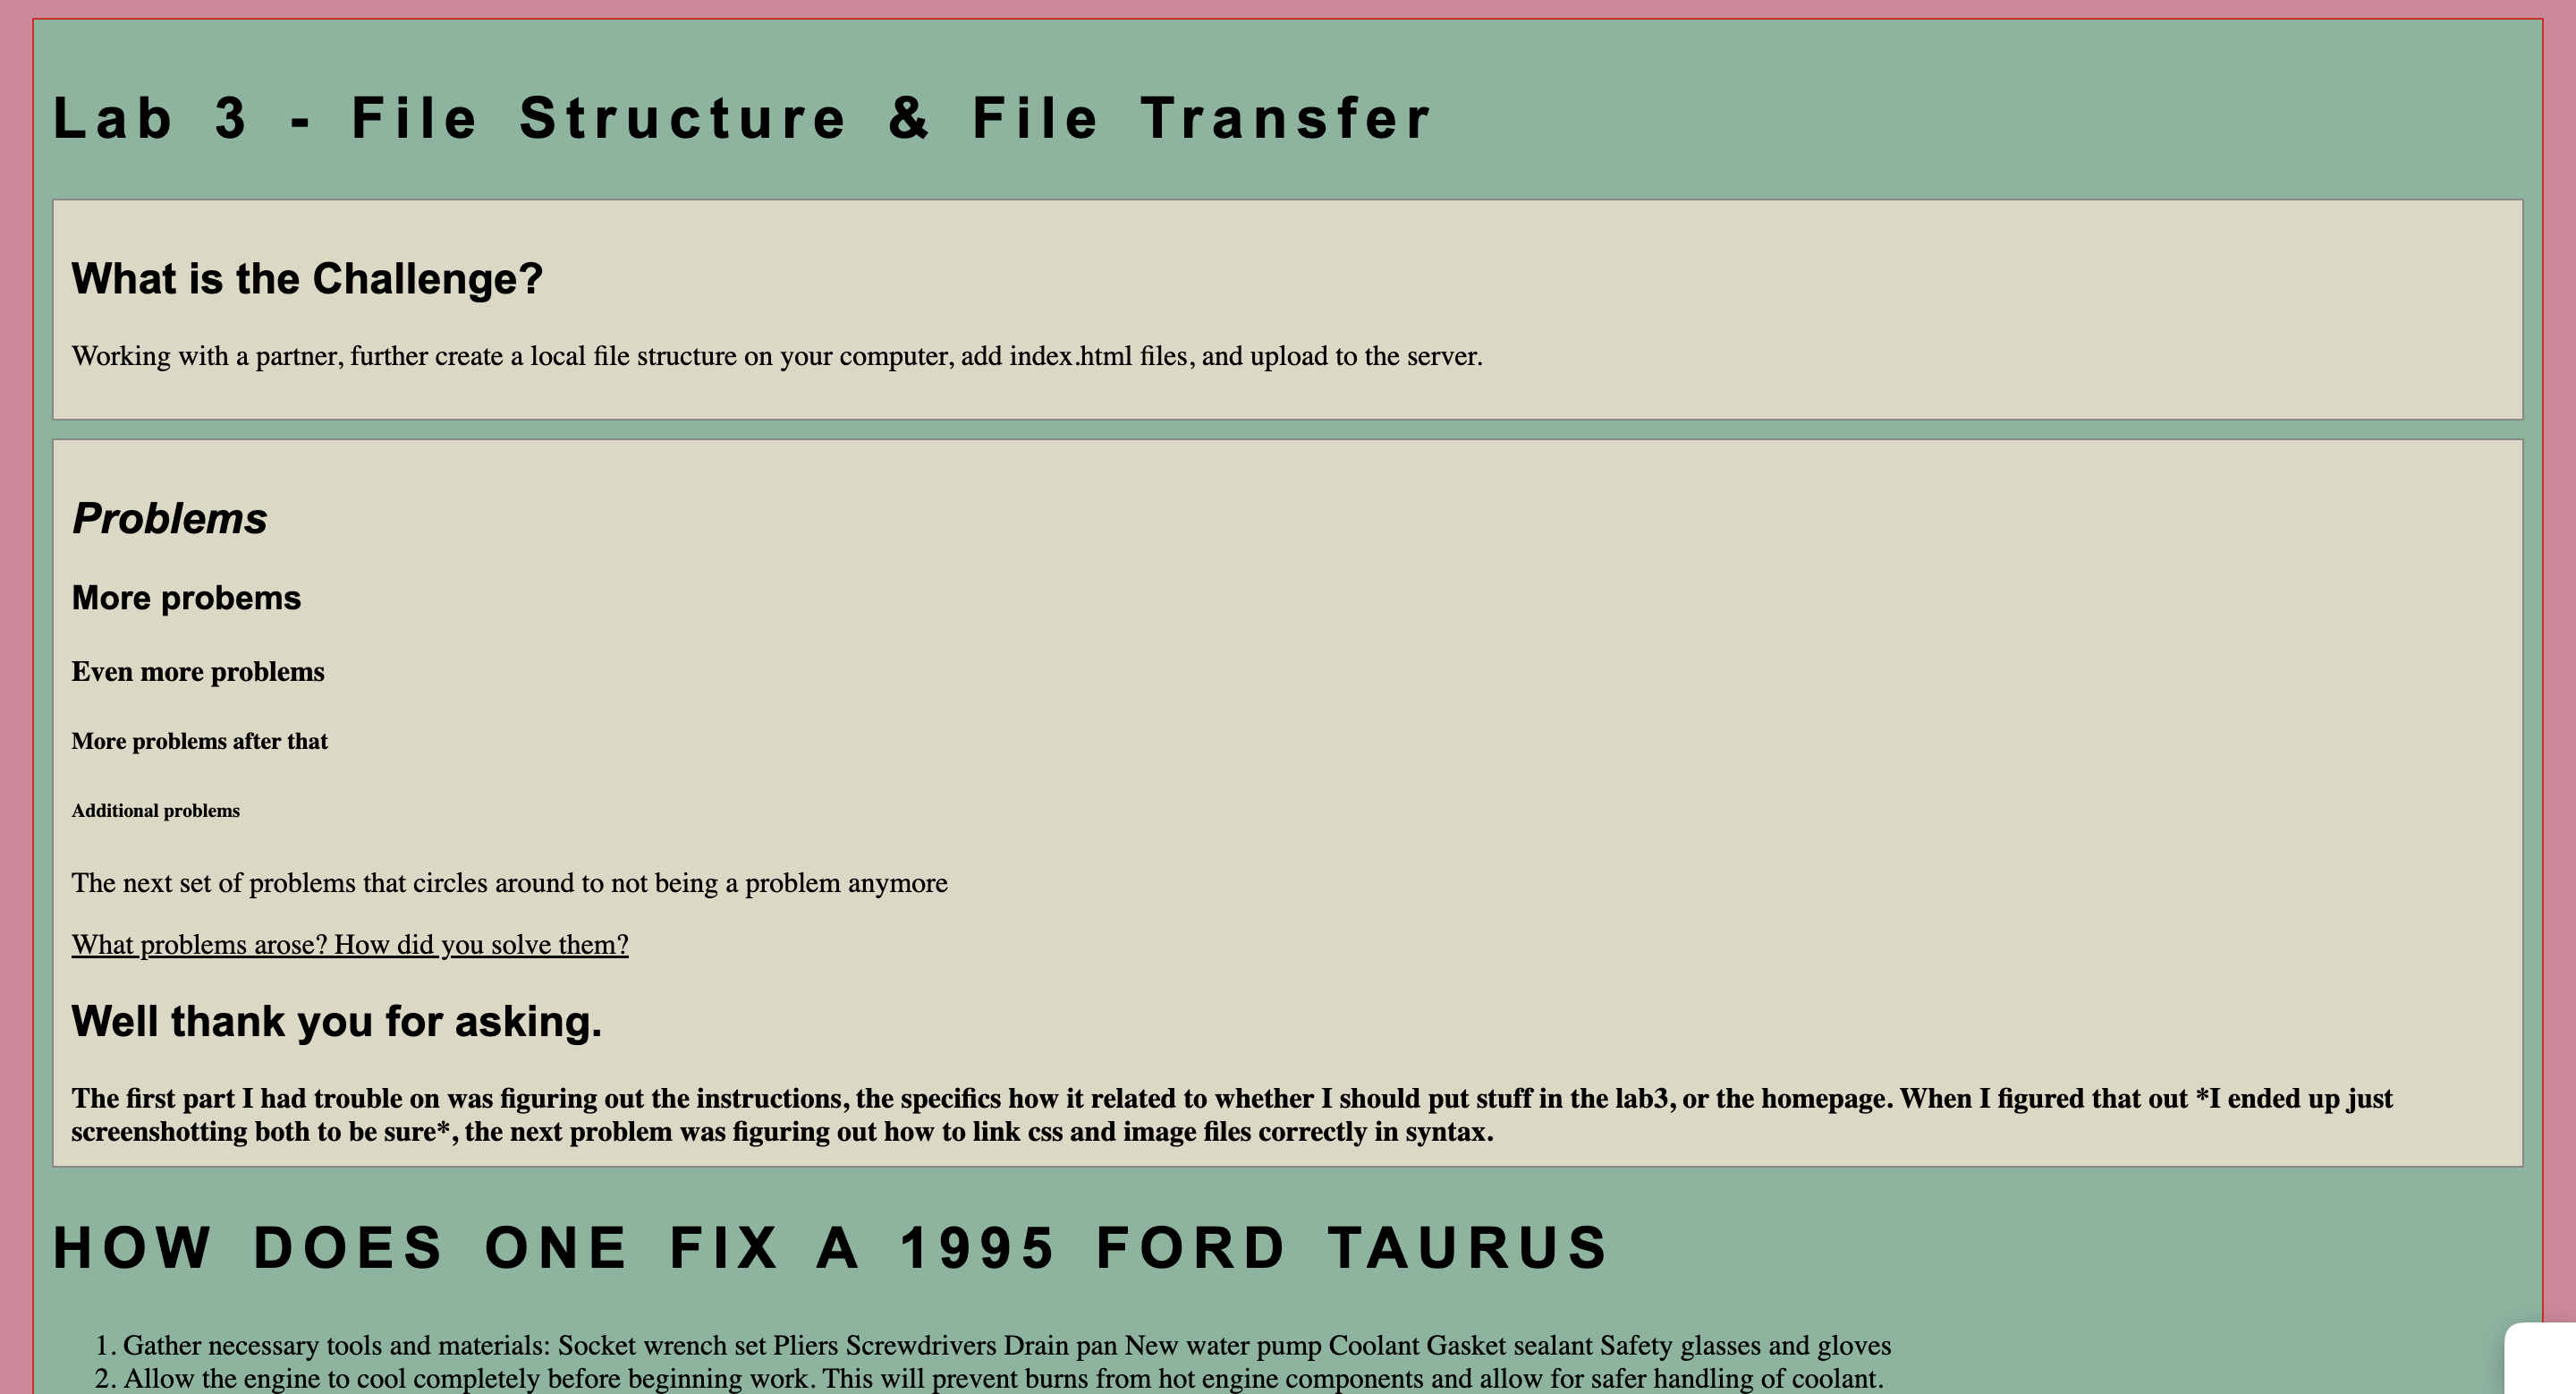 Lab 3 - File Structure & File Transfer
What is the Challenge?
Working with a partner, further create a local file structure on your computer, add index.html files, and upload to the server.
Problems
More probems
Even more problems
More problems after that
Additional problems
The next set of problems that circles around to not being a problem anymore
What problems arose? How did you solve them?
Well thank you for asking.
The first part I had trouble on was figuring out the instructions, the specifics how it related to whether I should put stuff in the lab3, or the homepage. When I figured that out *I ended up just
screenshotting both to be sure*, the next problem was figuring out how to link css and image files correctly in syntax.
HOW DOES ONE FIX A 1995 FORD TAURUS
1. Gather necessary tools and materials: Socket wrench set Pliers Screwdrivers Drain pan New water pump Coolant Gasket sealant Safety glasses and gloves
2. Allow the engine to cool completely before beginning work. This will prevent burns from hot engine components and allow for safer handling of coolant.